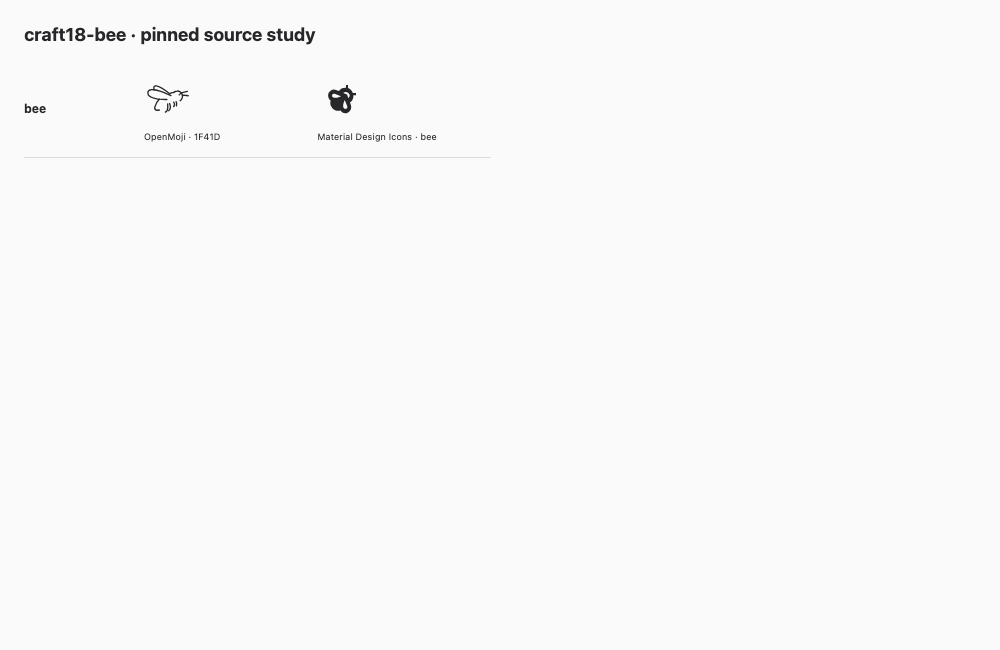 craft18-bee · pinned source study
bee
OpenMoji · 1F41D
Material Design Icons · bee